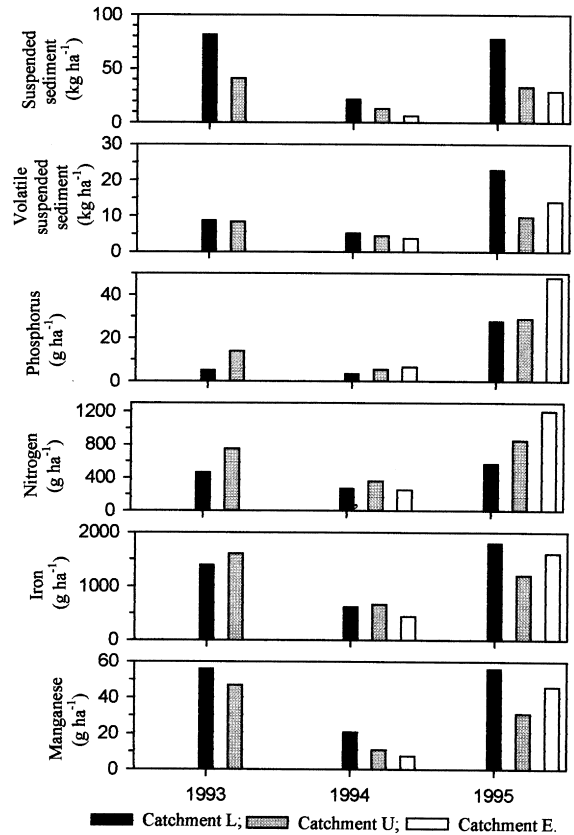 Suspended
sediment
(kg ha-1)
100
50
0
Volatile
suspended
sediment
(kg ha-1)
30
20
10
0
Phosphorus
(g ha-1)
40
20
0
Nitrogen
(g ha-1)
1200
800
400
0
Iron
(g ha-1)
2000
1000
0
Manganese
(g ha-1)
60
40
20
0
1993 1994 1995
Catchment L; Catchment U; Catchment E.